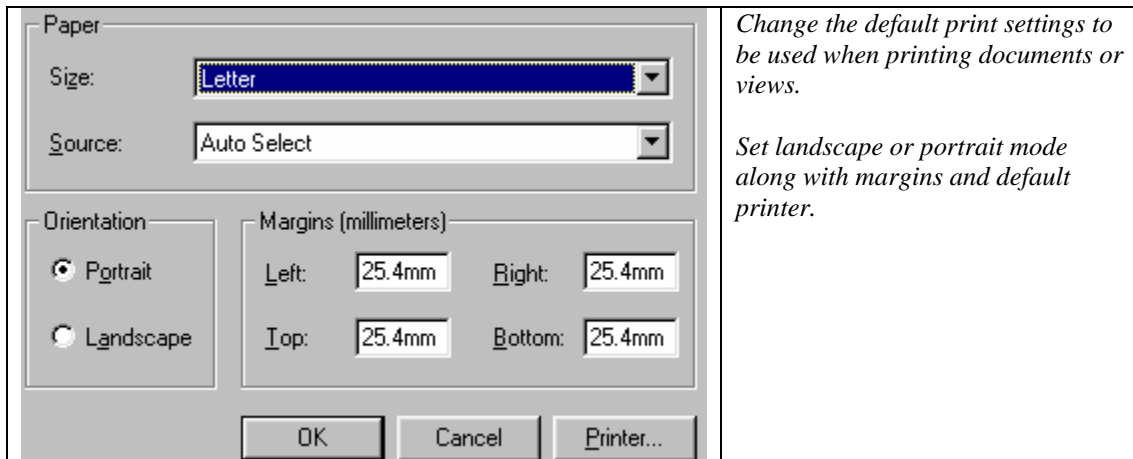 Paper
Size: Letter
Source: Auto Select
Orientation
Portrait
Landscape
Margins (millimeters)
Left: 25.4mm Right: 25.4mm
Top: 25.4mm Bottom: 25.4mm
OK Cancel Printer...
Change the default print settings to
be used when printing documents or
views.
Set landscape or portrait mode
along with margins and default
printer.